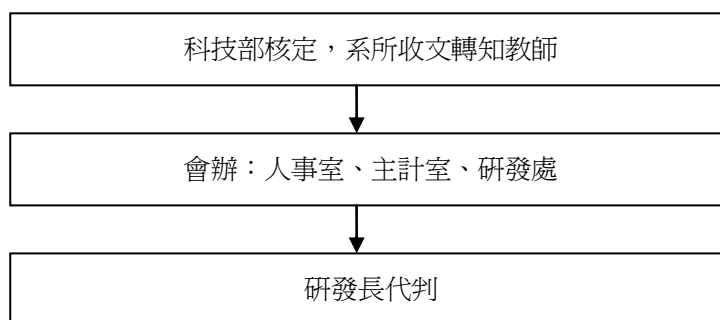 科技部核定，系所收文轉知教師
會辦：人事室、主計室、研發處
研發長代判